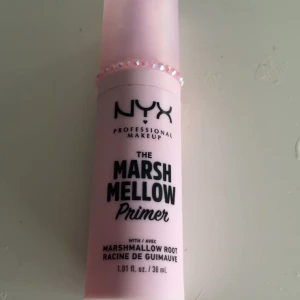 NYX
PROFESSIONAL
MAKEUP
THE
MARSH
MELLOW
Primer
WITH / AVEC
MARSHMALLOW ROOT
RACINE DE GUIMAUVE
1.01 fl. oz. / 30 ml.